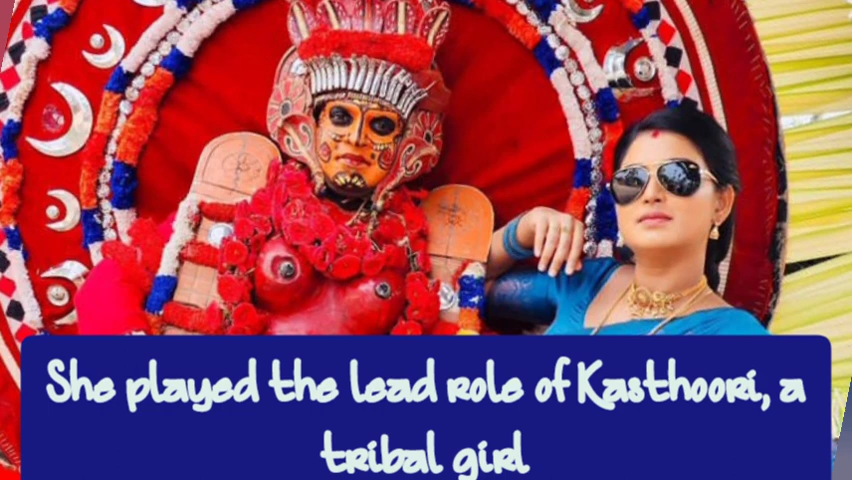 She played the lead role of Kasthoori, a
tribal girl